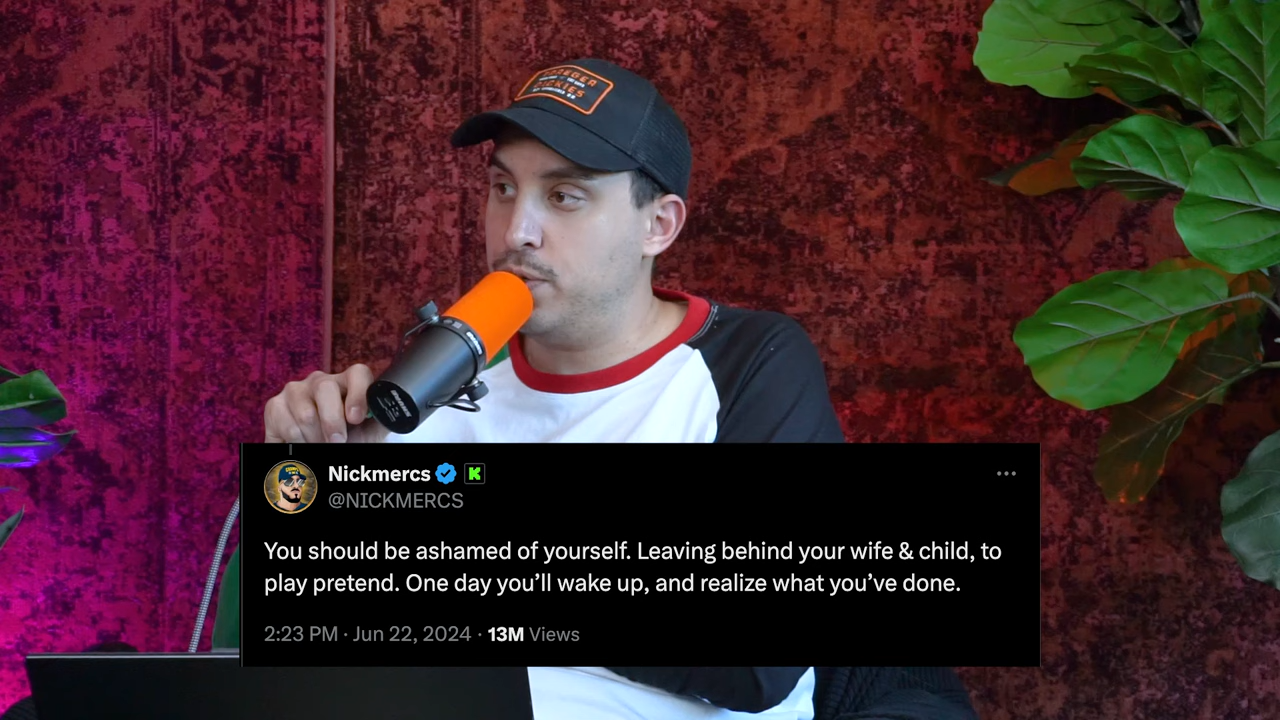 DICKIES
Nickmercs
@NICKMERCS
You should be ashamed of yourself. Leaving behind your wife & child, to
play pretend. One day you’ll wake up, and realize what you’ve done.
2:23 PM · Jun 22, 2024 · 13M Views